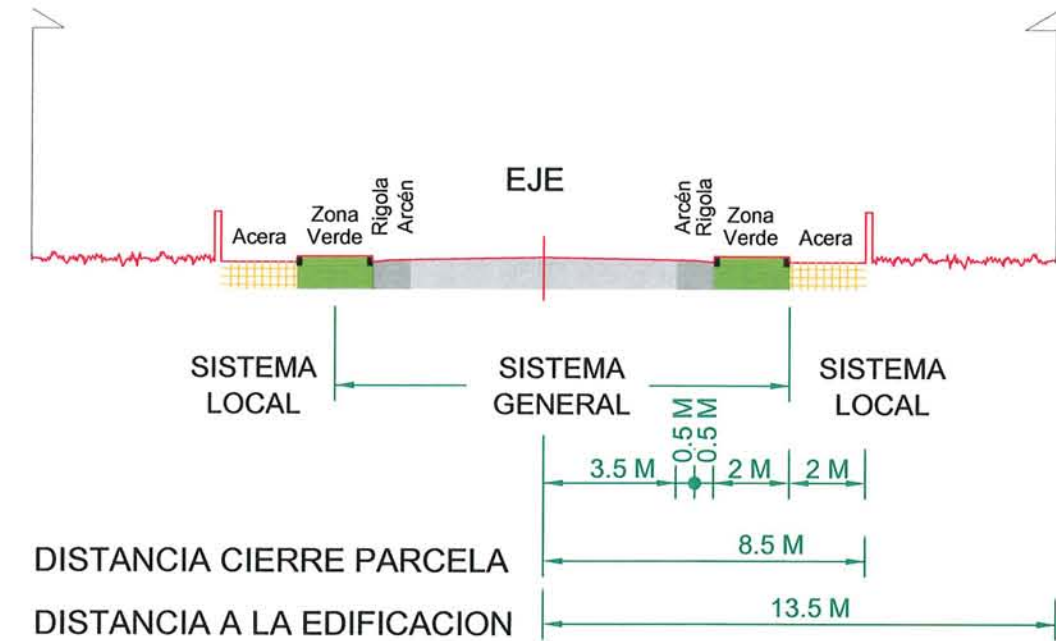 EJE
Acera
Zona
Verde
Rigola
Arcén
Arcén
Rigola
Zona
Verde
Acera
SISTEMA
LOCAL
SISTEMA
GENERAL
SISTEMA
LOCAL
3.5 M
0.5 M
0.5 M
2 M
2 M
DISTANCIA CIERRE PARCELA
8.5 M
DISTANCIA A LA EDIFICACION
13.5 M